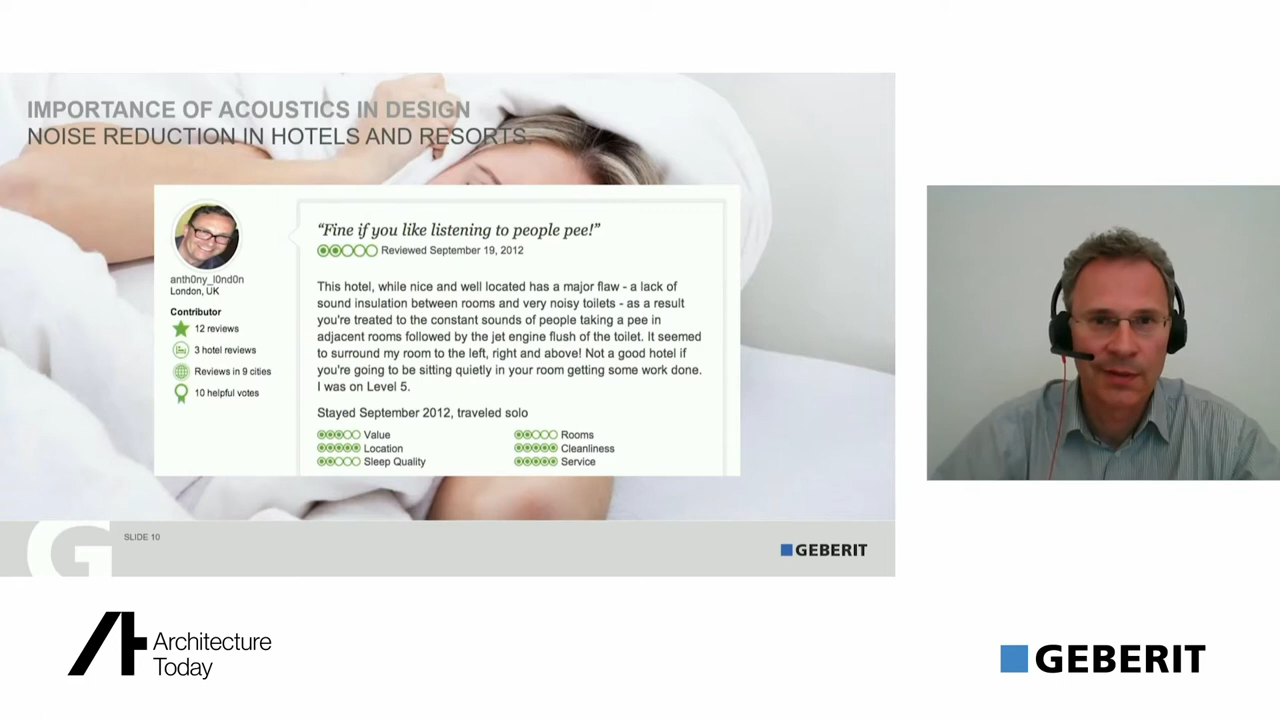 IMPORTANCE OF ACOUSTICS IN DESIGN
NOISE REDUCTION IN HOTELS AND RESORTS.
anth0ny_l0nd0n
London, UK
Contributor
12 reviews
3 hotel reviews
Reviews in 9 cities
10 helpful votes
“Fine if you like listening to people pee!”
Reviewed September 19, 2012
This hotel, while nice and well located has a major flaw - a lack of
sound insulation between rooms and very noisy toilets - as a result
you're treated to the constant sounds of people taking a pee in
adjacent rooms followed by the jet engine flush of the toilet. It seemed
to surround my room to the left, right and above! Not a good hotel if
you're going to be sitting quietly in your room getting some work done.
I was on Level 5.
Stayed September 2012, traveled solo
Value
Rooms
Location
Cleanliness
Sleep Quality
Service
G
SLIDE 10
GEBERIT
Architecture
Today
GEBERIT